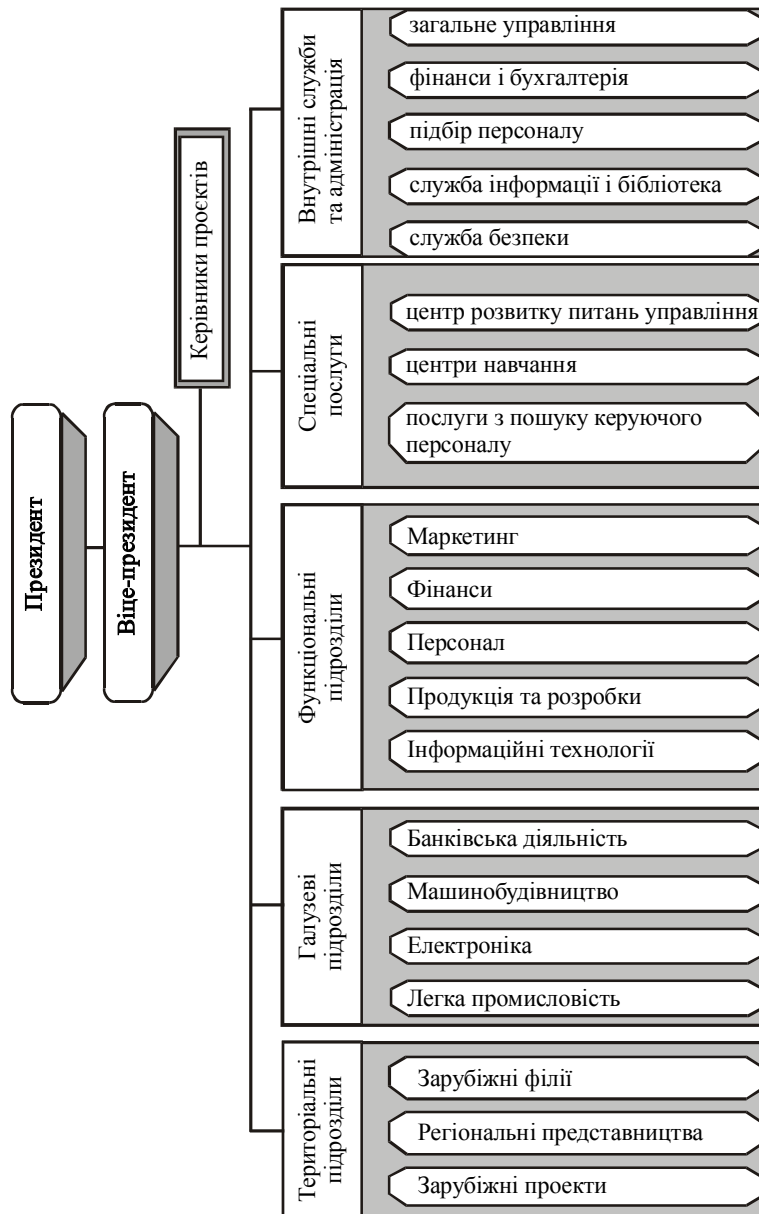 Президент
Віце-президент
Керівники проєктів
Внутрішні служби
та адміністрація
загальне управління
фінанси і бухгалтерія
підбір персоналу
служба інформації і бібліотека
служба безпеки
Спеціальні
послуги
центр розвитку питань управління
центри навчання
послуги з пошуку керуючого
персоналу
Функціональні
підрозділи
Маркетинг
Фінанси
Персонал
Продукція та розробки
Інформаційні технології
Галузеві
підрозділи
Банківська діяльність
Машинобудівництво
Електроніка
Легка промисловість
Територіальні
підрозділи
Зарубіжні філії
Регіональні представництва
Зарубіжні проекти